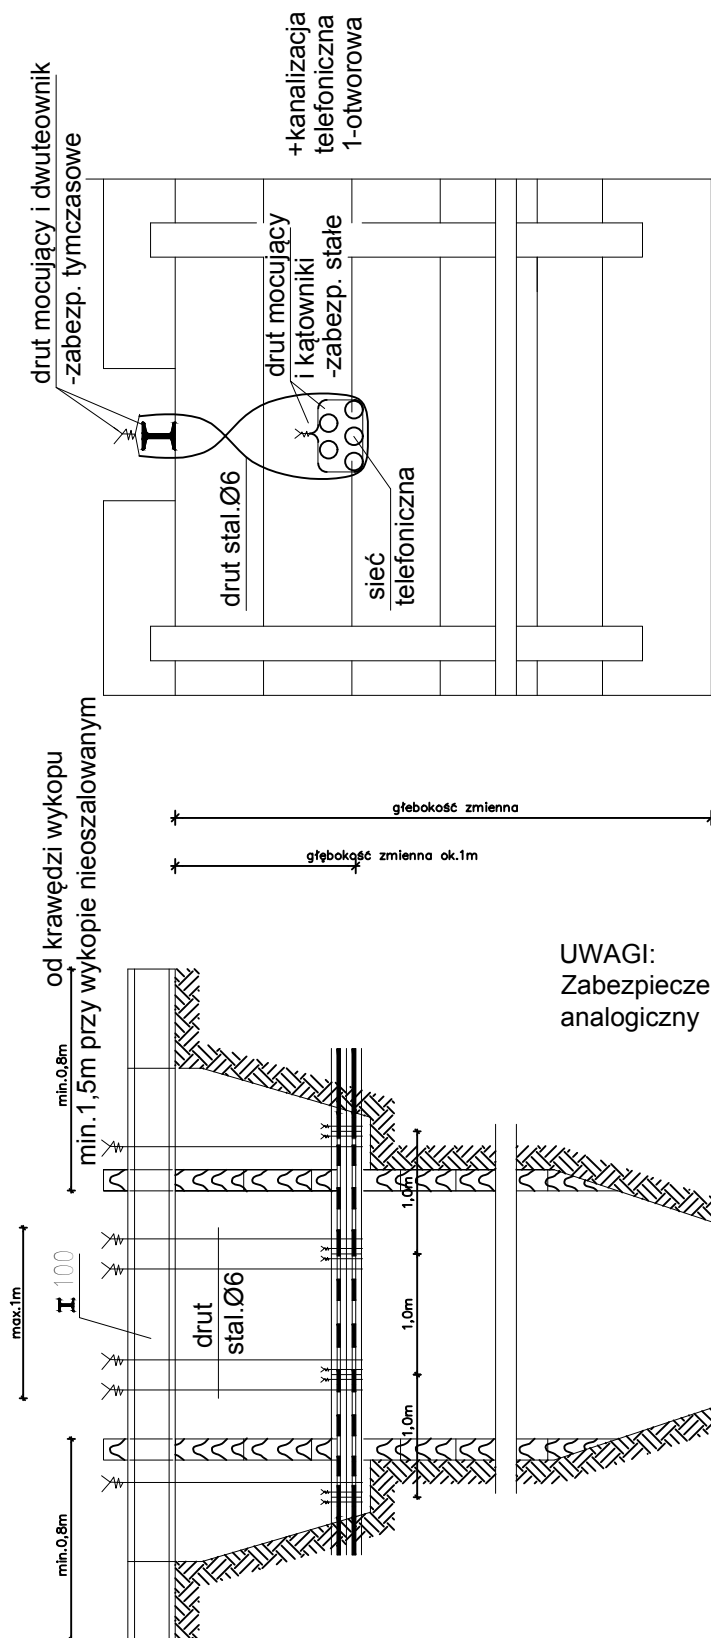 drut mocujący i dwuteownik
-zabezp. tymczasowe
+kanalizacja
telefoniczna
1-otworowa
drut mocujący
i kątowniki
-zabezp. stałe
drut stal.Ø6
sieć
telefoniczna
głebokość zmienna
głębokość zmienna ok.1m
od krawędzi wykopu
min.1,5m przy wykopie nieoszalowanym
min.0,8m
max.1m
100
drut
stal.Ø6
1,0m
1,0m
1,0m
min.0,8m
UWAGI:
Zabezpiecze
analogiczny